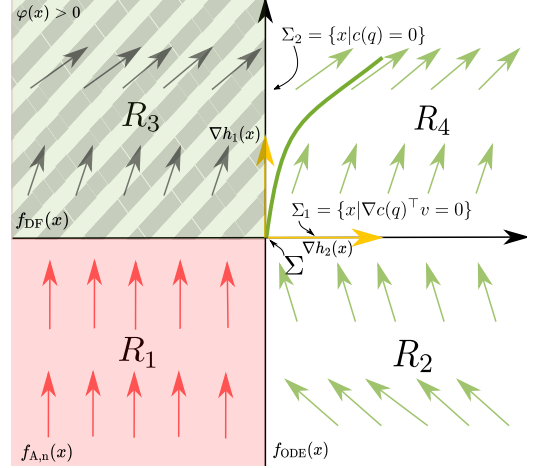 φ(x) > 0
Σ₂ = {x|c(q) = 0}
R₃
R₄
∇h₁(x)
Σ₁ = {x|∇c(q)⊤v = 0}
f_DF(x)
∇h₂(x)
Σ
R₁
R₂
f_A,n(x)
f_ODE(x)